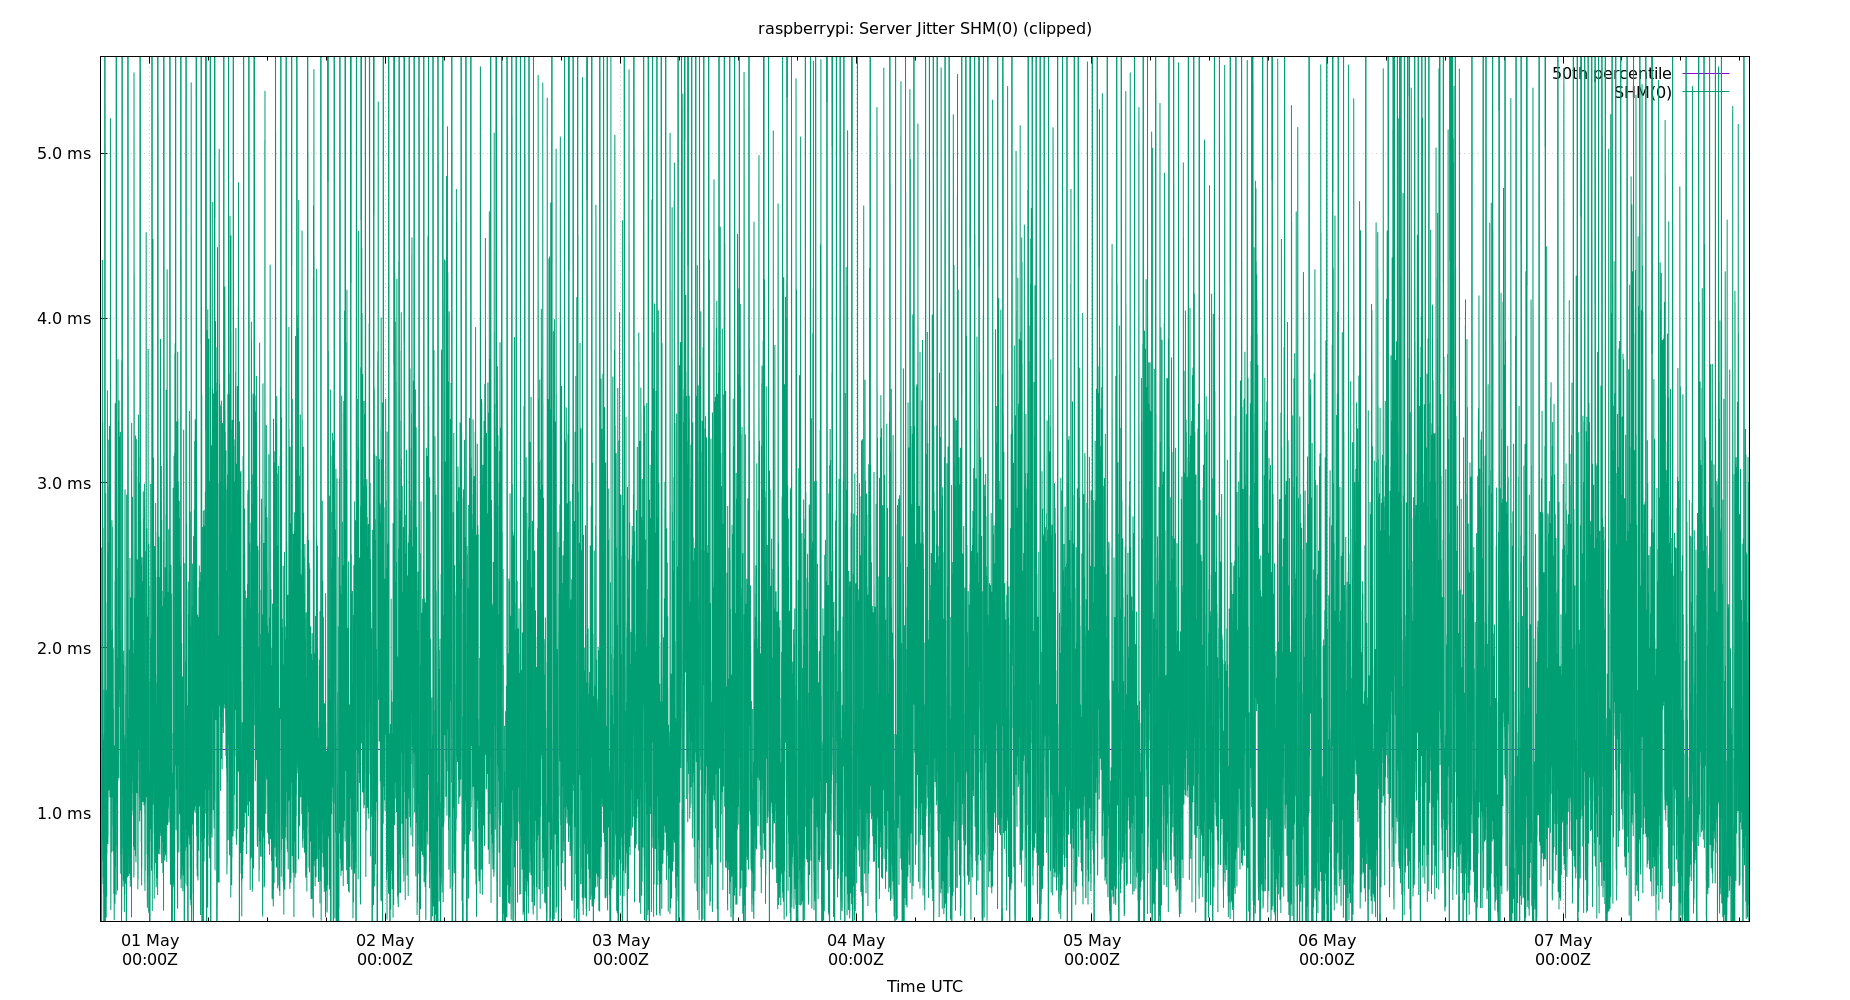 raspberrypi: Server Jitter SHM(0) (clipped)
50th percentile
SHM(0)
5.0 ms
4.0 ms
3.0 ms
2.0 ms
1.0 ms
01 May 02 May 03 May 04 May 05 May 06 May 07 May
00:00Z 00:00Z 00:00Z 00:00Z 00:00Z 00:00Z 00:00Z
Time UTC